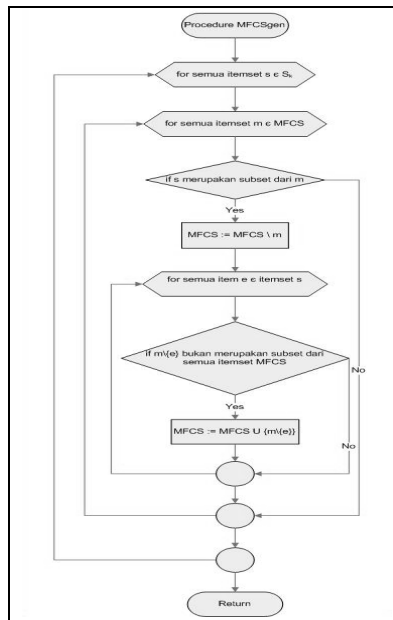 Procedure MFCSgen
for semua itemset s ϵ Sₖ
for semua itemset m ϵ MFCS
if s merupakan subset dari m
Yes
MFCS := MFCS \ m
for semua item e ϵ itemset s
if m\{e} bukan merupakan subset dari
semua itemset MFCS
No
Yes
MFCS := MFCS U {m\{e}}
No
Return